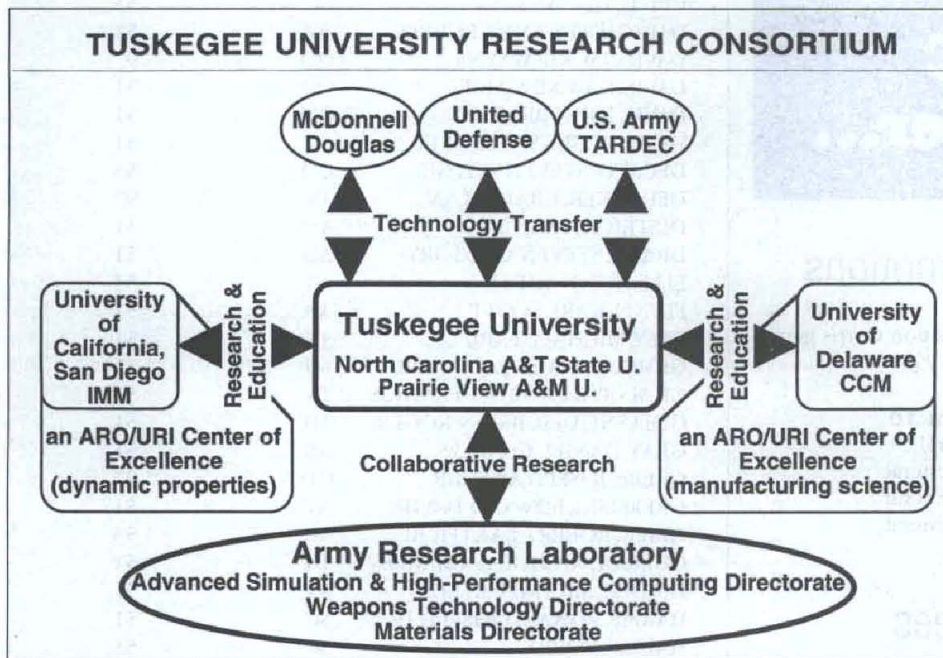 TUSKEGEE UNIVERSITY RESEARCH CONSORTIUM
McDonnell
Douglas
United
Defense
U.S. Army
TARDEC
Technology Transfer
University
of
California,
San Diego
IMM
Research &
Education
an ARO/URI Center of
Excellence
(dynamic properties)
Tuskegee University
North Carolina A&T State U.
Prairie View A&M U.
Research &
Education
University
of
Delaware
CCM
an ARO/URI Center of
Excellence
(manufacturing science)
Collaborative Research
Army Research Laboratory
Advanced Simulation & High-Performance Computing Directorate
Weapons Technology Directorate
Materials Directorate